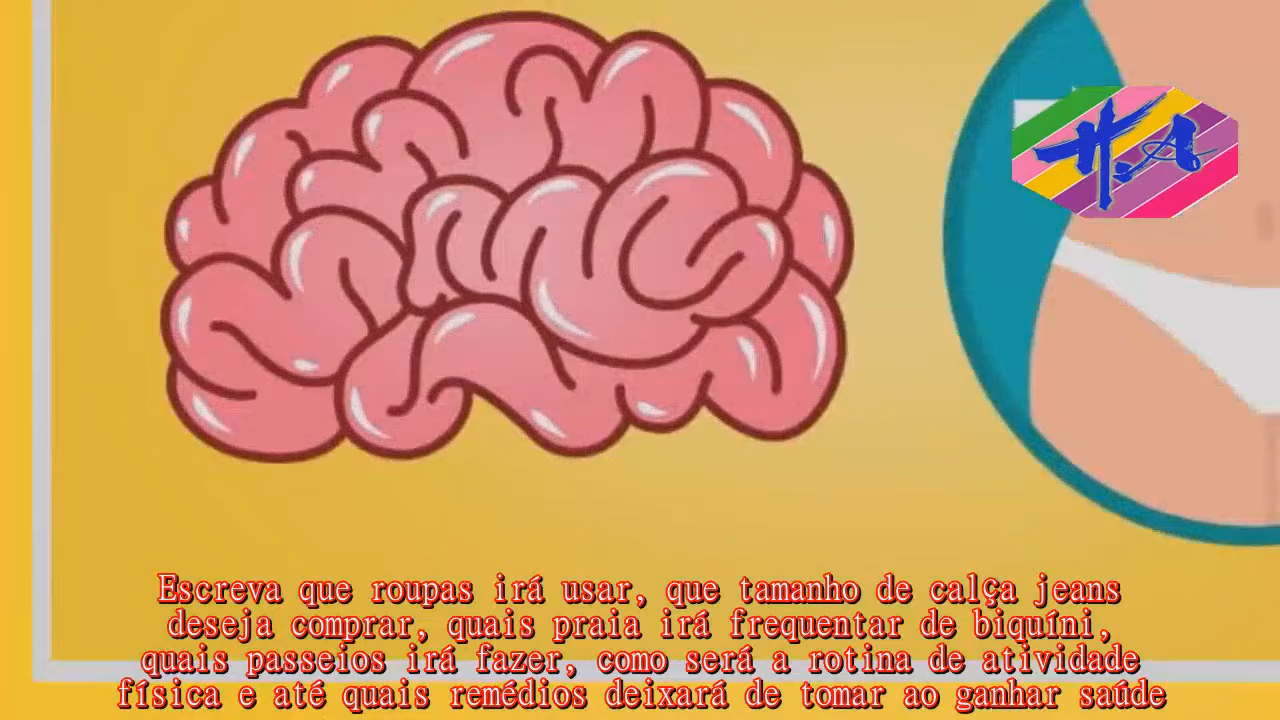 H.A
Escreva que roupas irá usar, que tamanho de calça jeans
deseja comprar, quais praia irá frequentar de biquíni,
quais passeios irá fazer, como será a rotina de atividade
física e até quais remédios deixará de tomar ao ganhar saúde